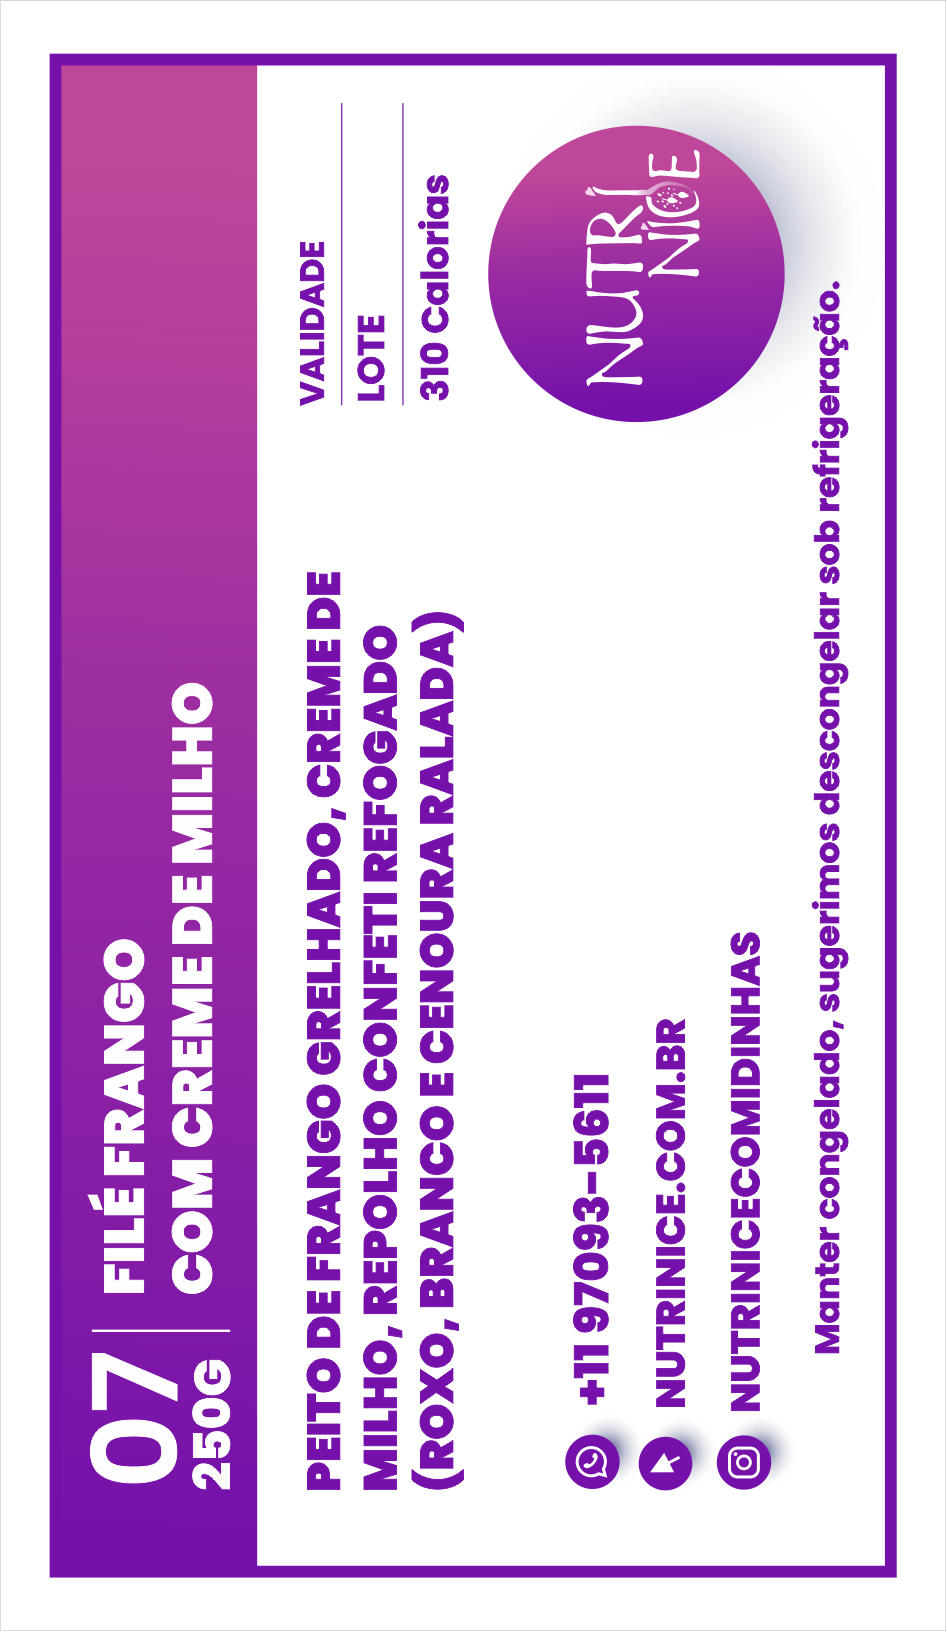 07
250G
FILÉ FRANGO
COM CREME DE MILHO
PEITO DE FRANGO GRELHADO, CREME DE
MILHO, REPOLHO CONFETI REFOGADO
(ROXO, BRANCO E CENOURA RALADA)
VALIDADE
LOTE
310 Calorias
NUTRI
NICE
+11 97093-5611
NUTRINICE.COM.BR
NUTRINICECOMIDINHAS
Manter congelado, sugerimos descongelar sob refrigeração.